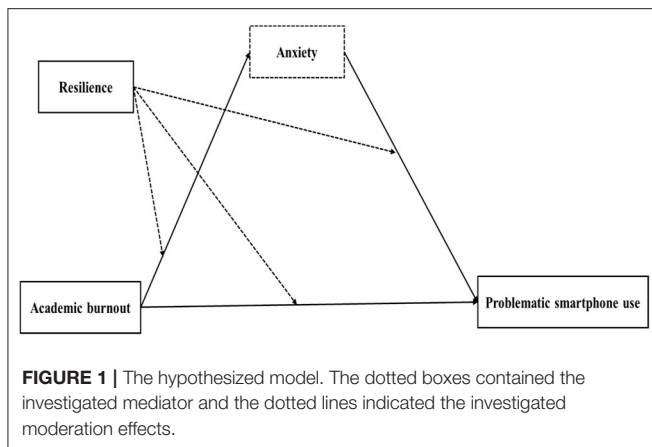 Anxiety
Resilience
Academic burnout
Problematic smartphone use
FIGURE 1 | The hypothesized model. The dotted boxes contained the
investigated mediator and the dotted lines indicated the investigated
moderation effects.